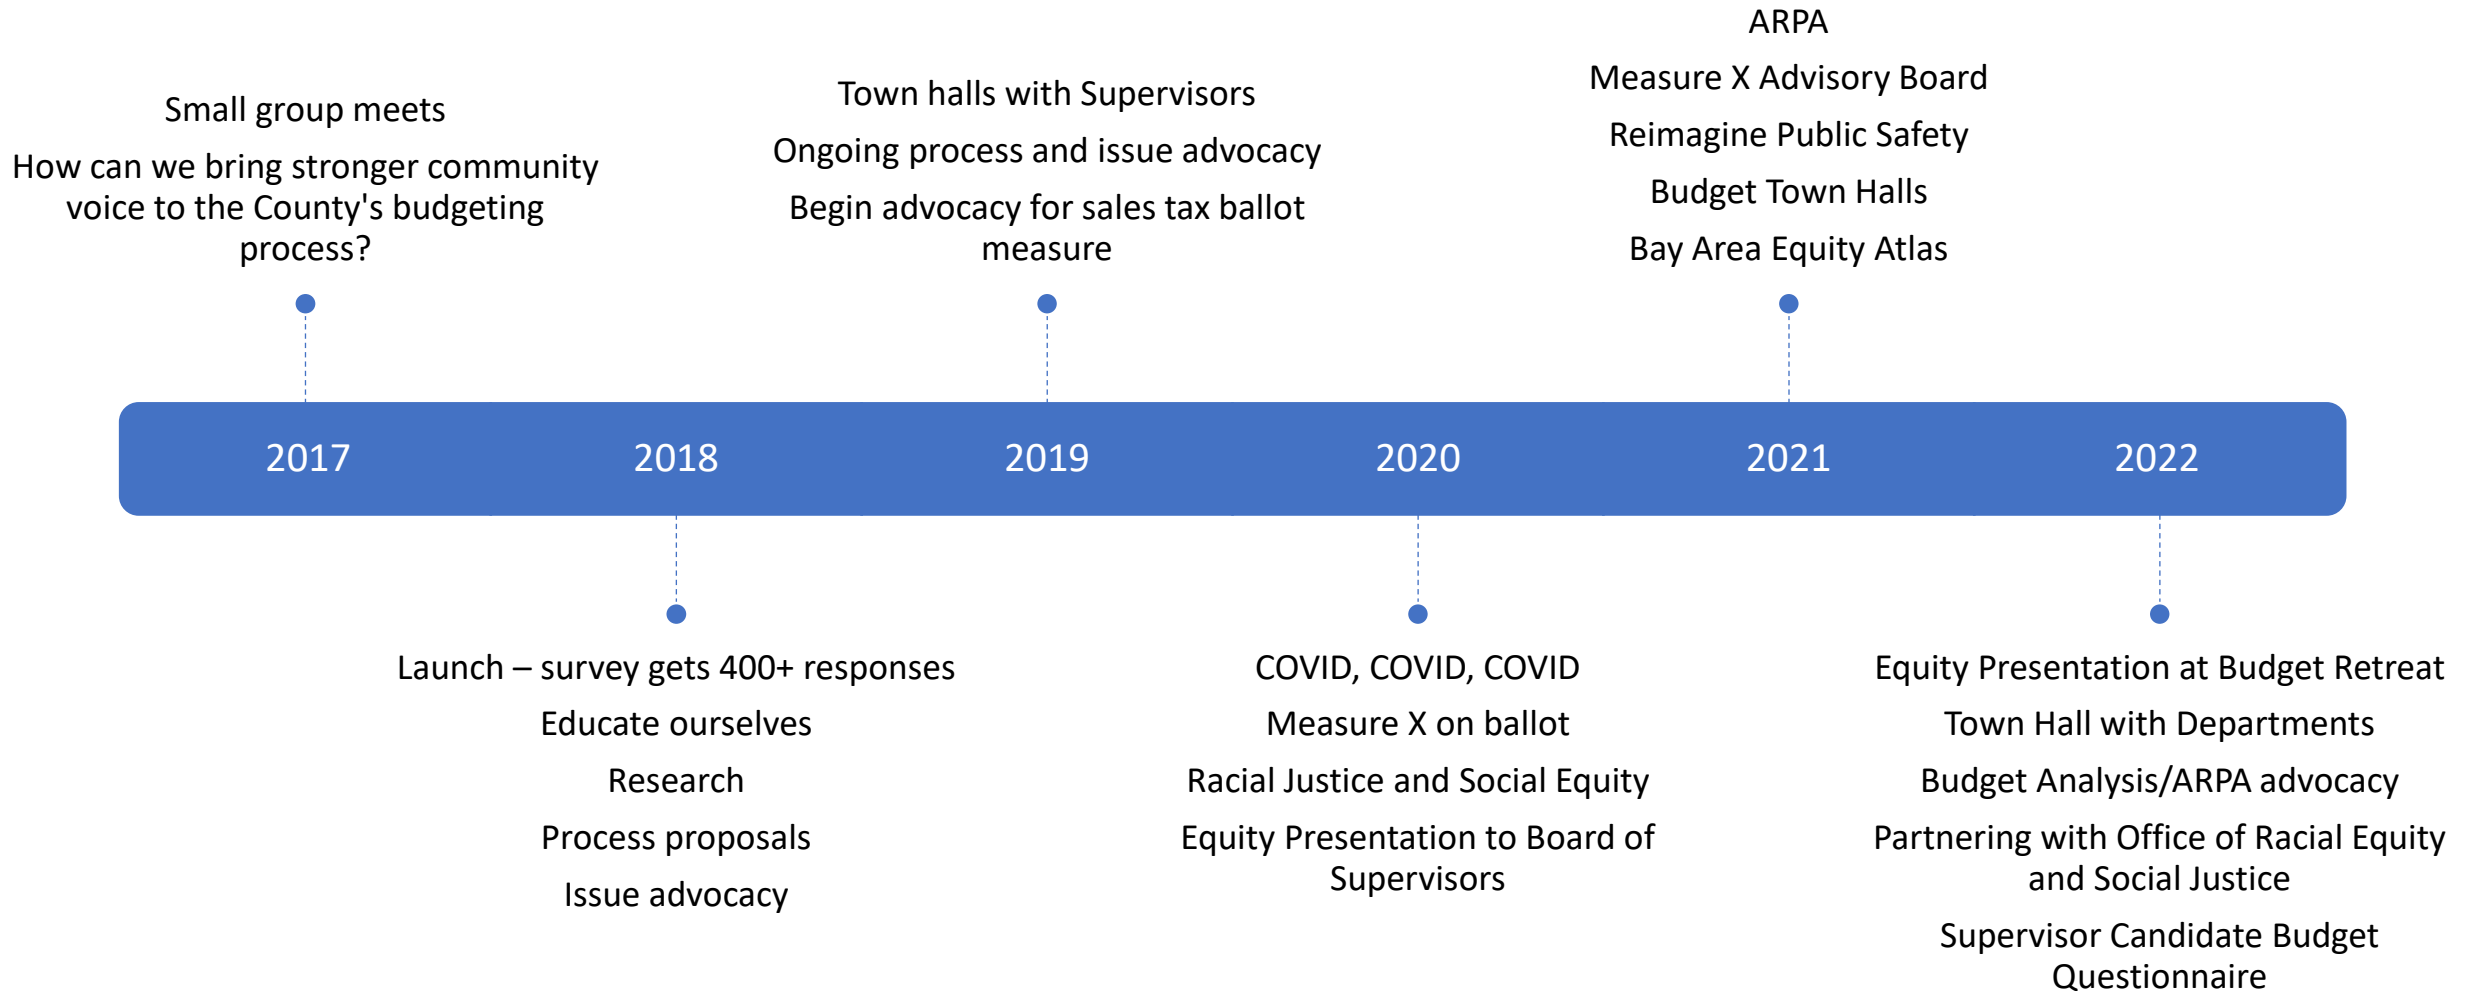 Small group meets
How can we bring stronger community
voice to the County's budgeting
process?
Town halls with Supervisors
Ongoing process and issue advocacy
Begin advocacy for sales tax ballot
measure
ARPA
Measure X Advisory Board
Reimagine Public Safety
Budget Town Halls
Bay Area Equity Atlas
2017
2018
2019
2020
2021
2022
Launch – survey gets 400+ responses
Educate ourselves
Research
Process proposals
Issue advocacy
COVID, COVID, COVID
Measure X on ballot
Racial Justice and Social Equity
Equity Presentation to Board of
Supervisors
Equity Presentation at Budget Retreat
Town Hall with Departments
Budget Analysis/ARPA advocacy
Partnering with Office of Racial Equity
and Social Justice
Supervisor Candidate Budget
Questionnaire